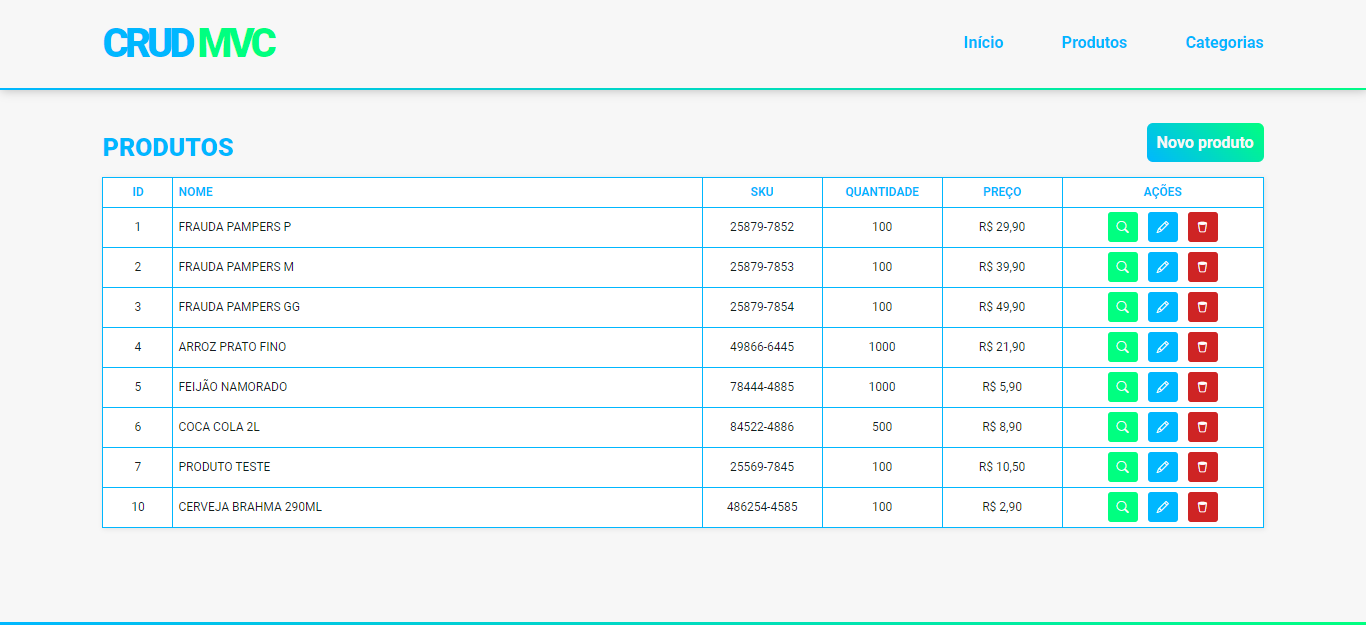 CRUD MVC
Início Produtos Categorias
PRODUTOS
Novo produto
ID NOME SKU QUANTIDADE PREÇO AÇÕES
1 FRAUDA PAMPERS P 25879-7852 100 R$ 29,90
2 FRAUDA PAMPERS M 25879-7853 100 R$ 39,90
3 FRAUDA PAMPERS GG 25879-7854 100 R$ 49,90
4 ARROZ PRATO FINO 49866-6445 1000 R$ 21,90
5 FEIJÃO NAMORADO 78444-4885 1000 R$ 5,90
6 COCA COLA 2L 84522-4886 500 R$ 8,90
7 PRODUTO TESTE 25569-7845 100 R$ 10,50
10 CERVEJA BRAHMA 290ML 486254-4585 100 R$ 2,90